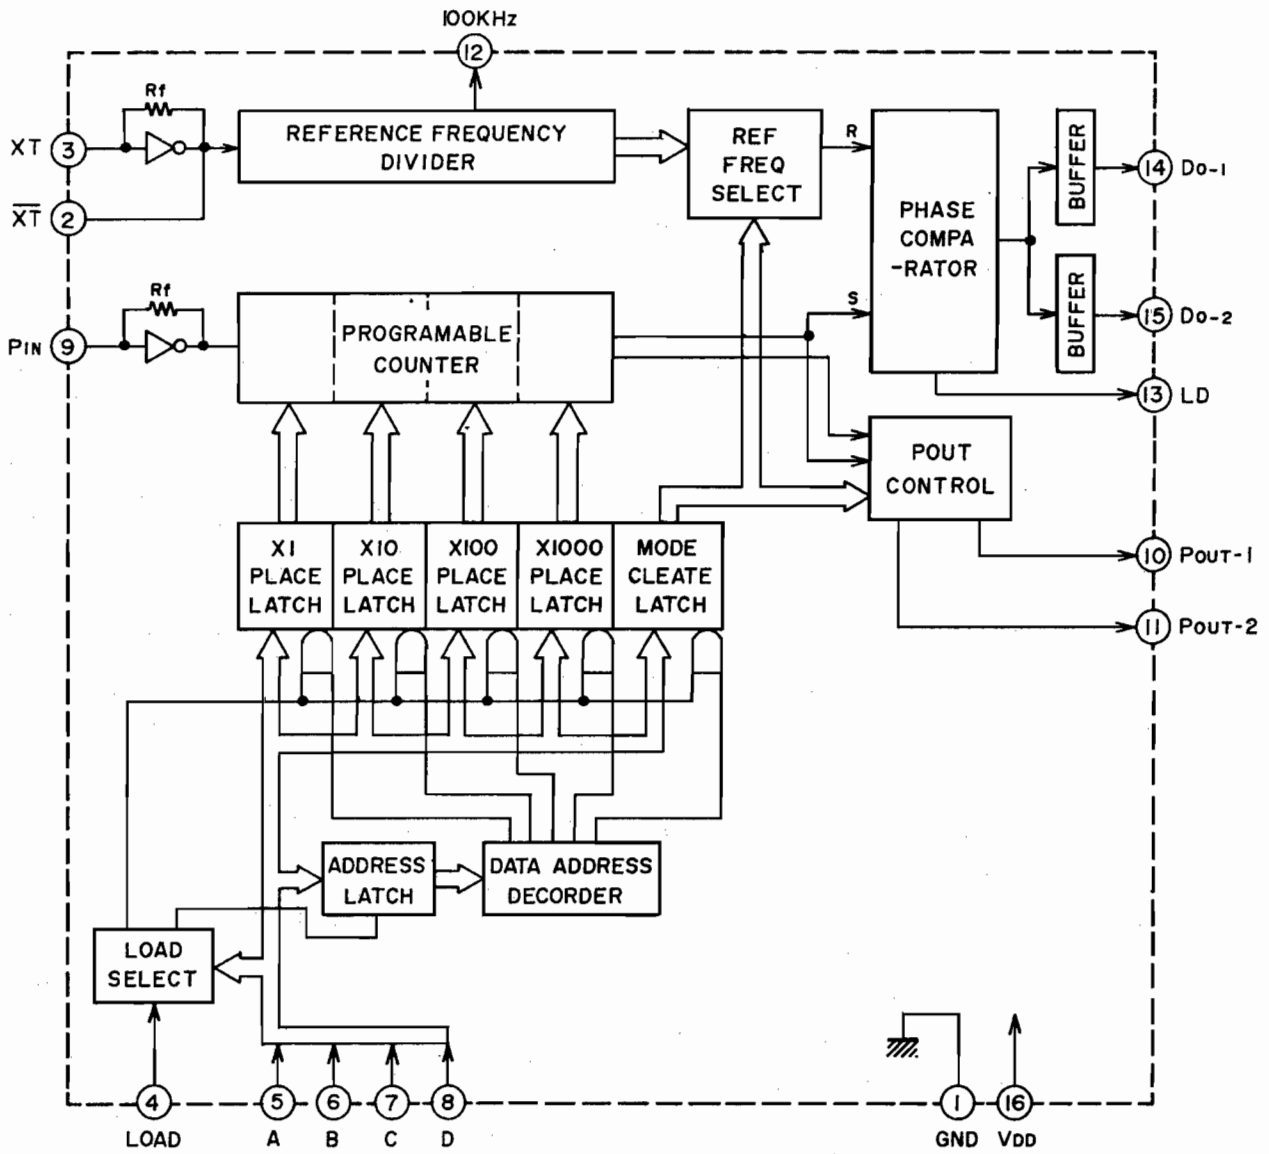 100KHz
12
Rf
XT 3
REFERENCE FREQUENCY
DIVIDER
REF
FREQ
SELECT
R
BUFFER
14 Do-1
XT 2
PHASE
COMPA
-RATOR
Rf
PIN 9
PROGRAMABLE
COUNTER
S
BUFFER
15 Do-2
13 LD
POUT
CONTROL
X1
PLACE
LATCH
X10
PLACE
LATCH
X100
PLACE
LATCH
X1000
PLACE
LATCH
MODE
CLEATE
LATCH
10 POUT-1
11 POUT-2
ADDRESS
LATCH
DATA ADDRESS
DECORDER
LOAD
SELECT
4
5
6
7
8
1
16
LOAD
A
B
C
D
GND
VDD